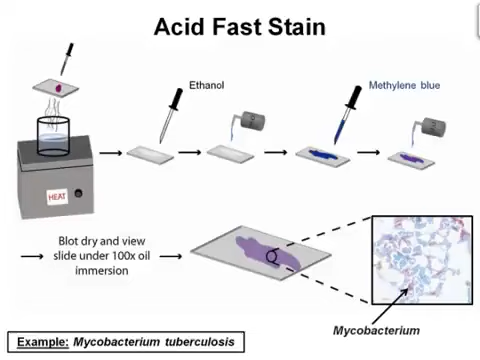 Acid Fast Stain
Ethanol
Methylene blue
HEAT
Blot dry and view
slide under 100x oil
immersion
Mycobacterium
Example: Mycobacterium tuberculosis